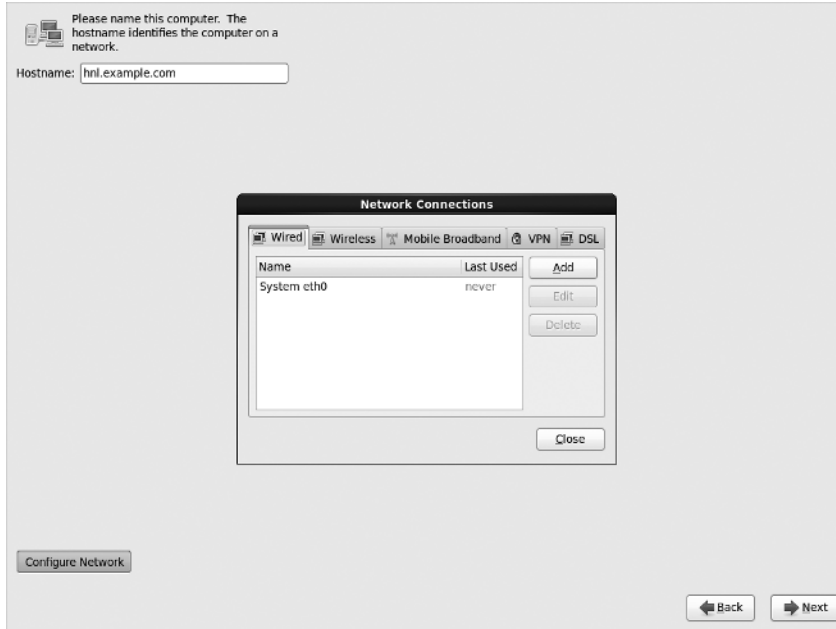 Please name this computer. The
hostname identifies the computer on a
network.
Hostname: hnl.example.com
Network Connections
Wired Wireless Mobile Broadband VPN DSL
Name Last Used Add
System eth0 never Edit
Delete
Close
Configure Network
Back Next